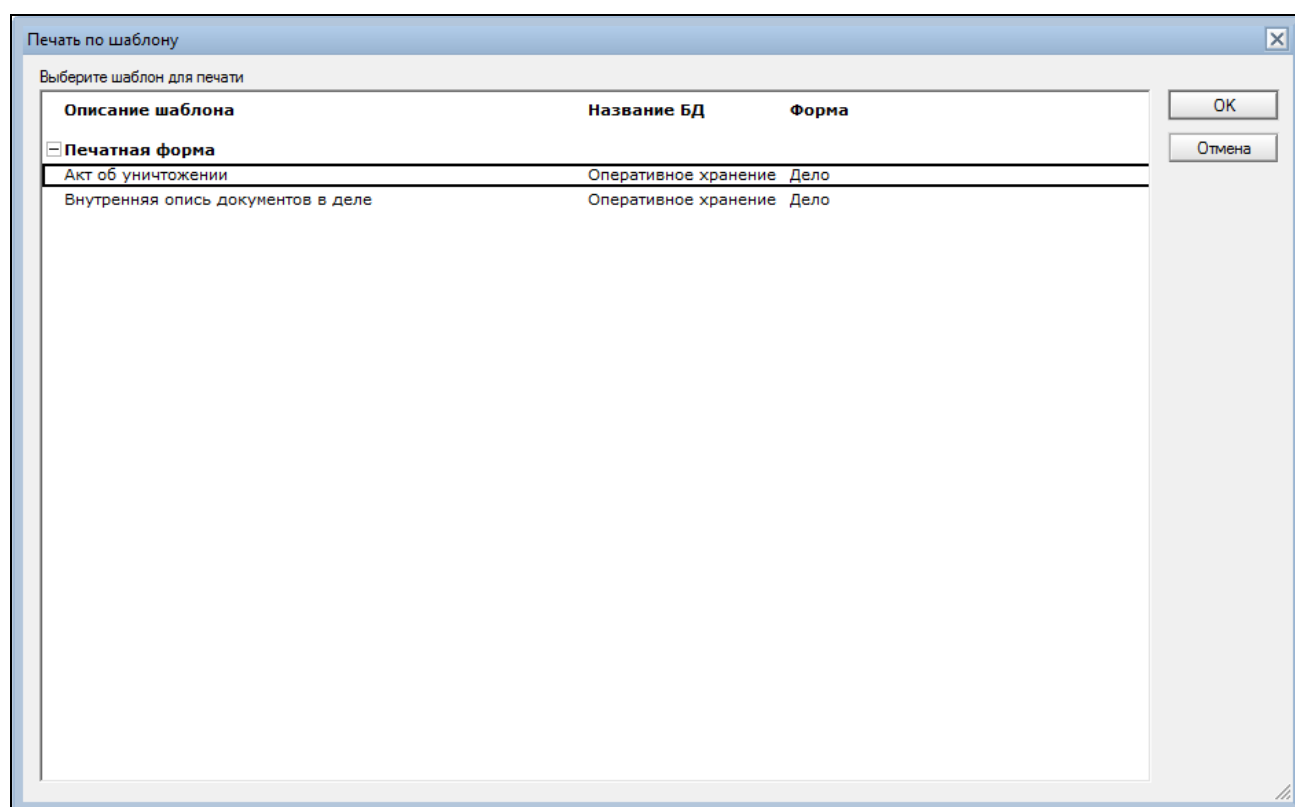 Печать по шаблону
Выберите шаблон для печати
Описание шаблона Название БД Форма
OK
Печатная форма
Отмена
Акт об уничтожении Оперативное хранение Дело
Внутренняя опись документов в деле Оперативное хранение Дело